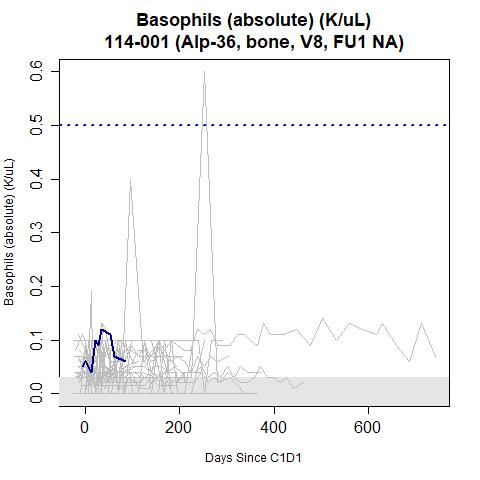 Basophils (absolute) (K/uL)
114-001 (Alp-36, bone, V8, FU1 NA)
0.6
0.5
0.4
0.3
0.2
0.1
0.0
Basophils (absolute) (K/uL)
0 200 400 600
Days Since C1D1